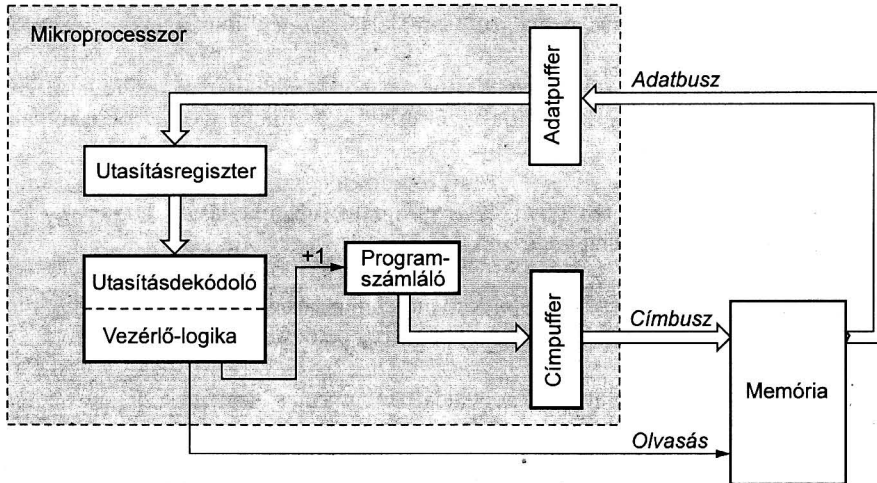 Mikroprocesszor
Adatpuffer
Adatbusz
Utasításregiszter
+1
Program-
számláló
Utasításdekódoló
Vezérlő-logika
Címpuffer
Címbusz
Memória
Olvasás